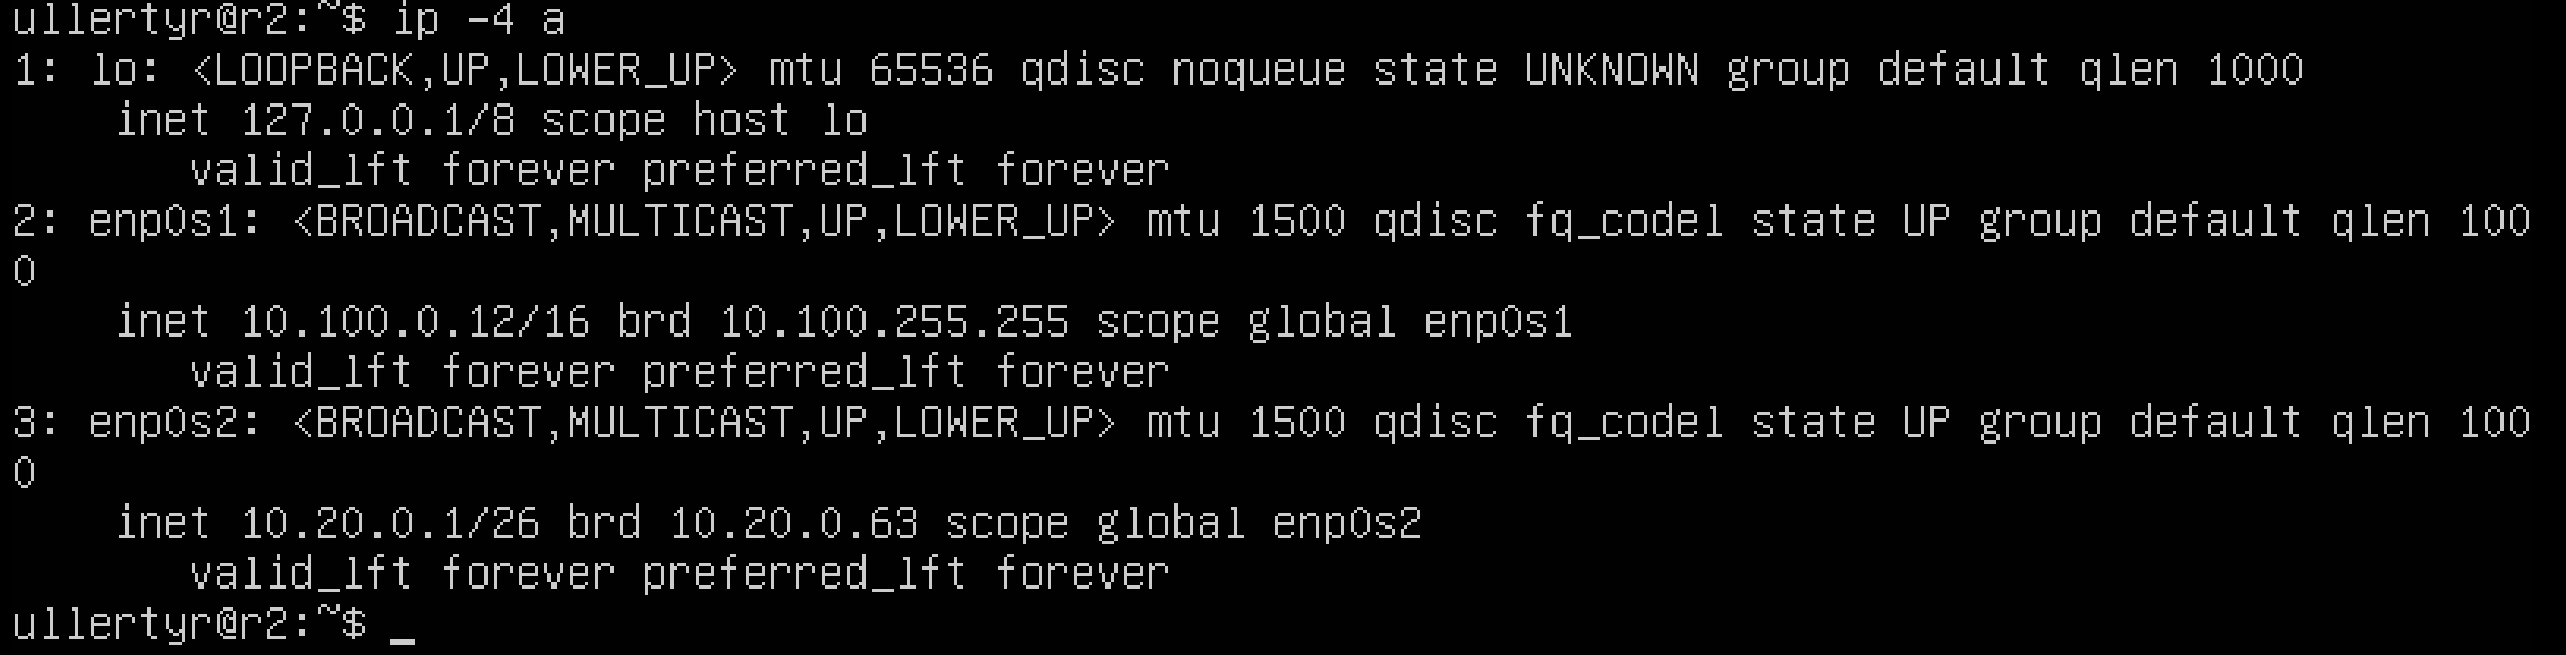 ullertyr@r2:~$ ip -4 a
1: lo: <LOOPBACK,UP,LOWER_UP> mtu 65536 qdisc noqueue state UNKNOWN group default qlen 1000
    inet 127.0.0.1/8 scope host lo
       valid_lft forever preferred_lft forever
2: enp0s1: <BROADCAST,MULTICAST,UP,LOWER_UP> mtu 1500 qdisc fq_codel state UP group default qlen 100
0
    inet 10.100.0.12/16 brd 10.100.255.255 scope global enp0s1
       valid_lft forever preferred_lft forever
3: enp0s2: <BROADCAST,MULTICAST,UP,LOWER_UP> mtu 1500 qdisc fq_codel state UP group default qlen 100
0
    inet 10.20.0.1/26 brd 10.20.0.63 scope global enp0s2
       valid_lft forever preferred_lft forever
ullertyr@r2:~$ _